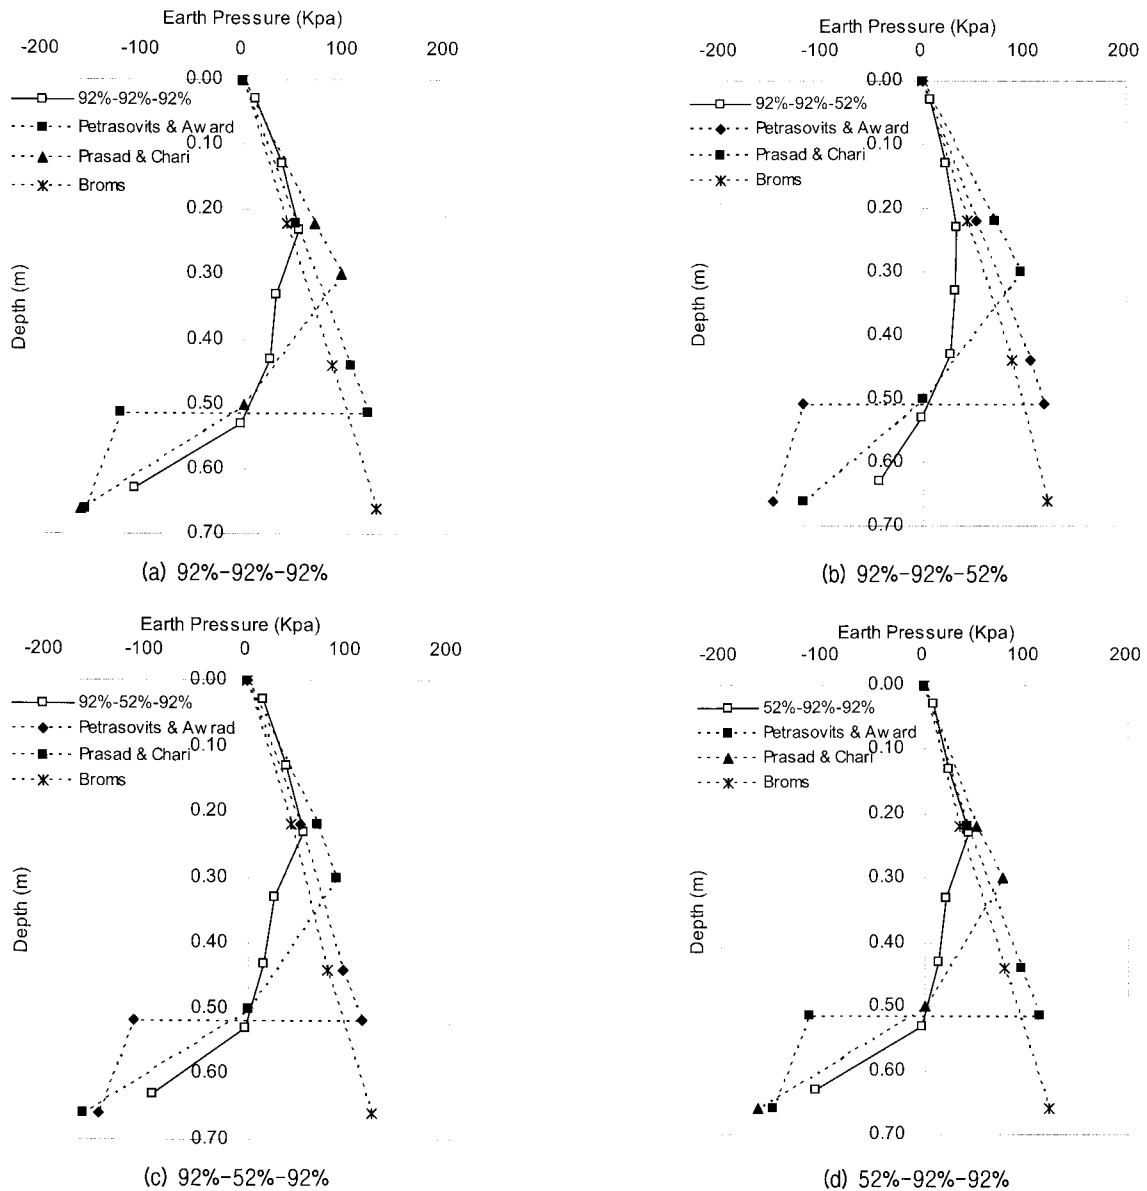 Earth Pressure (Kpa)
-200 -100 0 100 200
0.00
92%-92%-92%
Petrasovits & Award
0.10
Prasad & Chari
Broms
0.20
0.30
0.40
0.50
0.60
0.70
Depth (m)
(a) 92%-92%-92%
Earth Pressure (Kpa)
-200 -100 0 100 200
0.00
92%-92%-52%
Petrasovits & Award
0.10
Prasad & Chari
Broms
0.20
0.30
0.40
0.50
0.60
0.70
Depth (m)
(b) 92%-92%-52%
Earth Pressure (Kpa)
-200 -100 0 100 200
0.00
92%-52%-92%
Petrasovits & Awrad
0.10
Prasad & Chari
Broms
0.20
0.30
0.40
0.50
0.60
0.70
Depth (m)
(c) 92%-52%-92%
Earth Pressure (Kpa)
-200 -100 0 100 200
0.00
52%-92%-92%
Petrasovits & Award
0.10
Prasad & Chari
Broms
0.20
0.30
0.40
0.50
0.60
0.70
Depth (m)
(d) 52%-92%-92%